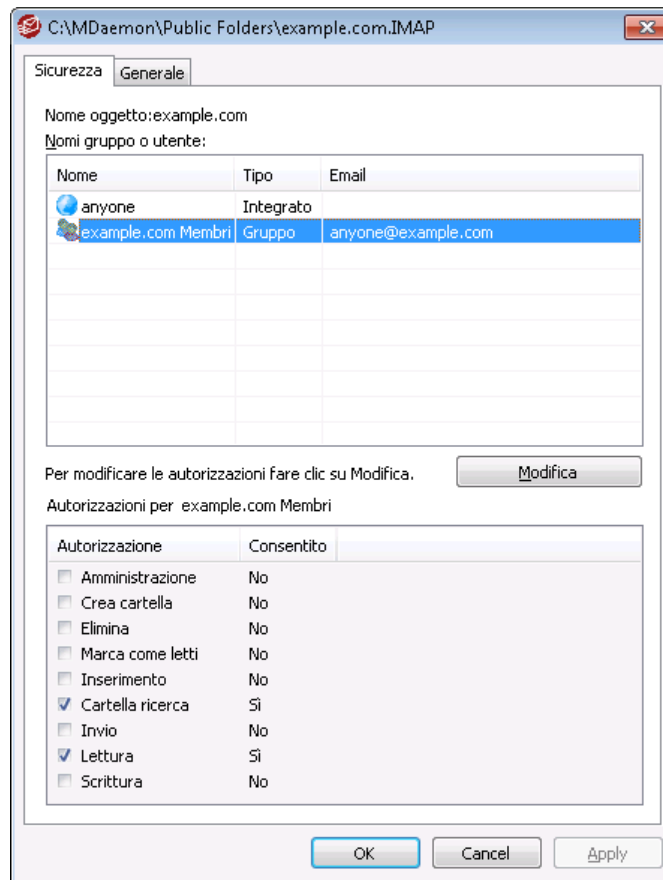 C:\MDaemon\Public Folders\example.com.IMAP
Sicurezza Generale
Nome oggetto:example.com
Nomi gruppo o utente:
Nome Tipo Email
anyone Integrato
example.com Membri Gruppo anyone@example.com
Per modificare le autorizzazioni fare clic su Modifica. Modifica
Autorizzazioni per example.com Membri
Autorizzazione Consentito
Amministrazione No
Crea cartella No
Elimina No
Marca come letti No
Inserimento No
Cartella ricerca Sì
Invio No
Lettura Sì
Scrittura No
OK Cancel Apply